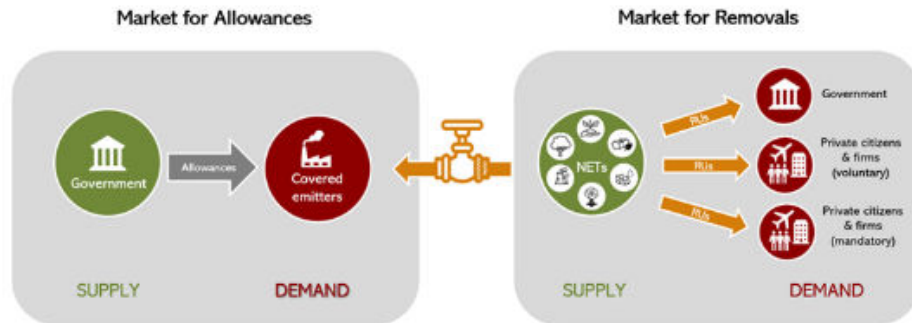 Market for Allowances
Market for Removals
Government
Allowances
Covered
emitters
SUPPLY
DEMAND
NETs
RUs
RUs
RUs
Government
Private citizens
& firms
(voluntary)
Private citizens
& firms
(mandatory)
SUPPLY
DEMAND